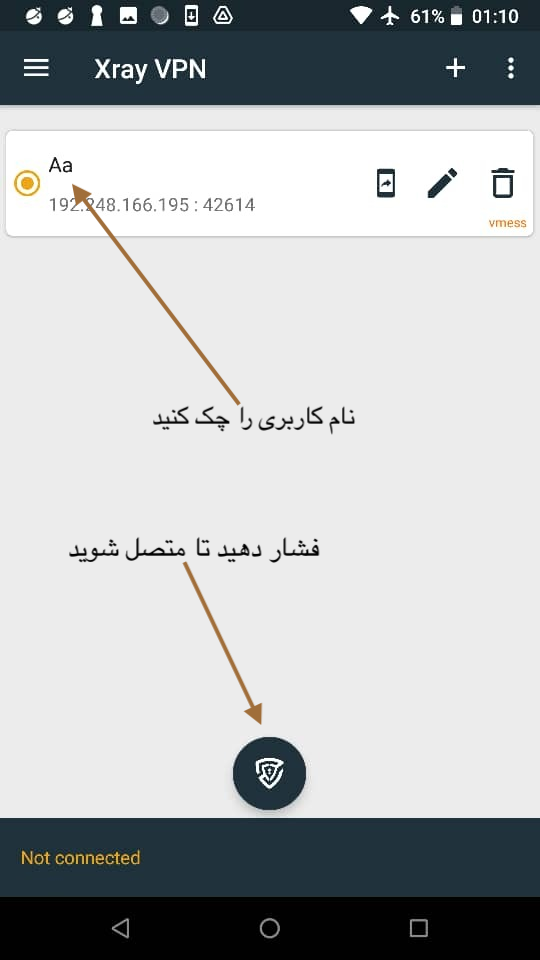 61% 01:10
Xray VPN
Aa
192.248.166.195 : 42614
vmess
نام کاربری را چک کنید
فشار دهید تا متصل شوید
Not connected